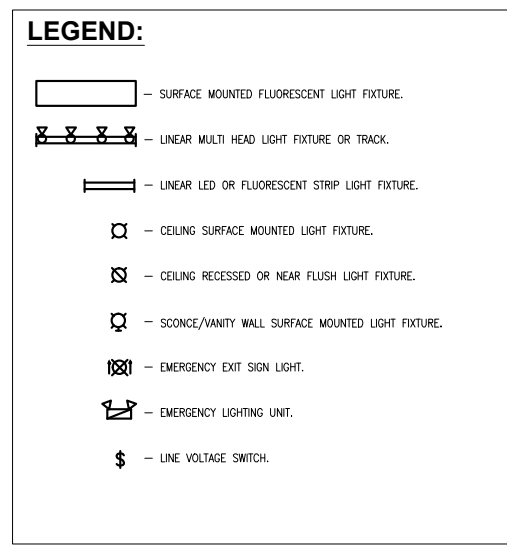 LEGEND:
— SURFACE MOUNTED FLUORESCENT LIGHT FIXTURE.
— LINEAR MULTI HEAD LIGHT FIXTURE OR TRACK.
— LINEAR LED OR FLUORESCENT STRIP LIGHT FIXTURE.
— CEILING SURFACE MOUNTED LIGHT FIXTURE.
— CEILING RECESSED OR NEAR FLUSH LIGHT FIXTURE.
— SCONCE/VANITY WALL SURFACE MOUNTED LIGHT FIXTURE.
— EMERGENCY EXIT SIGN LIGHT.
— EMERGENCY LIGHTING UNIT.
$ — LINE VOLTAGE SWITCH.